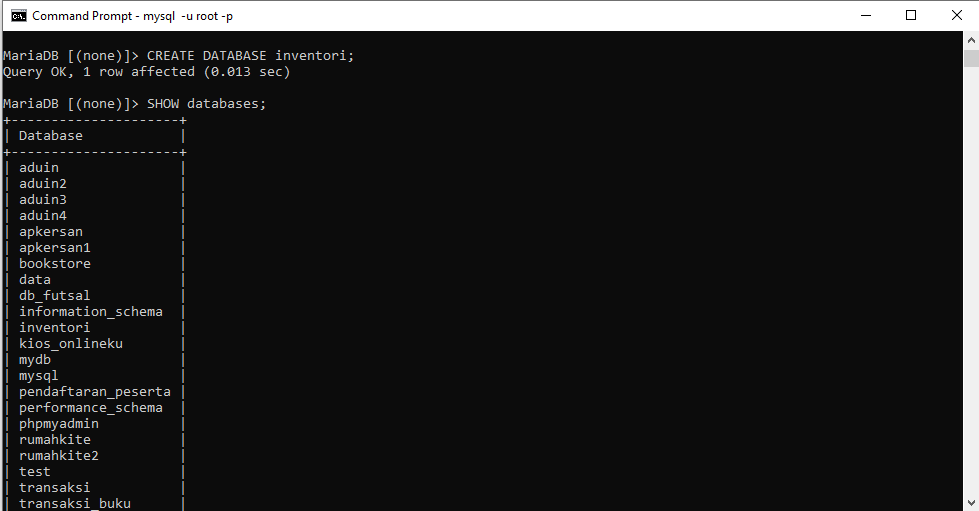 Command Prompt - mysql -u root -p
MariaDB [(none)]> CREATE DATABASE inventori;
Query OK, 1 row affected (0.013 sec)
MariaDB [(none)]> SHOW databases;
+---------------------+
| Database            |
+---------------------+
| aduin               |
| aduin2              |
| aduin3              |
| aduin4              |
| apkersan            |
| apkersan1           |
| bookstore           |
| data                |
| db_futsal           |
| information_schema  |
| inventori           |
| kios_onlineku       |
| mydb                |
| mysql               |
| pendaftaran_peserta |
| performance_schema  |
| phpmyadmin          |
| rumahkite           |
| rumahkite2          |
| test                |
| transaksi           |
| transaksi_buku      |